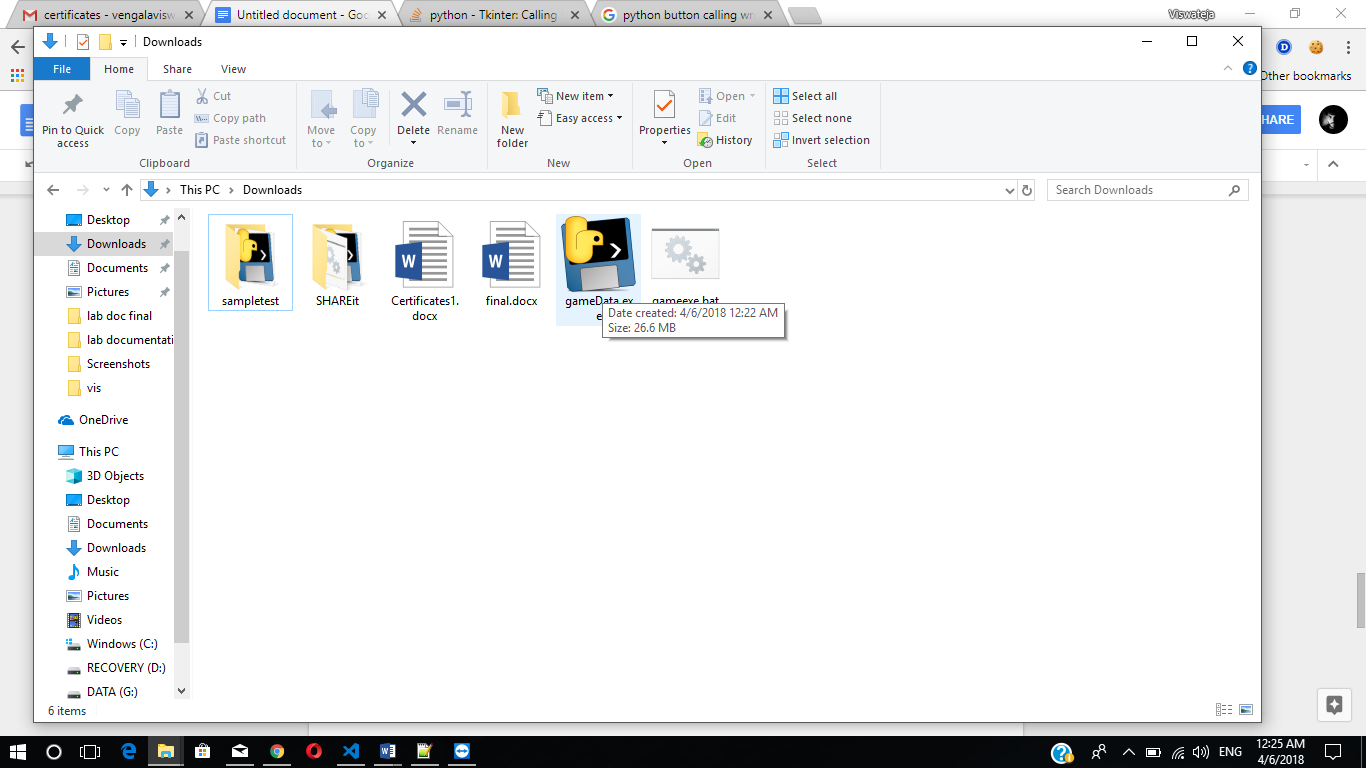 certificates - vengalavisw
Untitled document - Goo
python - Tkinter: Calling
python button calling wr
Viswateja
Other bookmarks
HARE
Downloads
File
Home
Share
View
Pin to Quick access
Copy
Paste
Cut
Copy path
Paste shortcut
Clipboard
Move to
Copy to
Delete
Rename
Organize
New folder
New item
Easy access
New
Properties
Open
Edit
History
Open
Select all
Select none
Invert selection
Select
This PC
Downloads
Search Downloads
Desktop
Downloads
Documents
Pictures
lab doc final
lab documentati
Screenshots
vis
OneDrive
This PC
3D Objects
Desktop
Documents
Downloads
Music
Pictures
Videos
Windows (C:)
RECOVERY (D:)
DATA (G:)
sampletest
SHAREit
Certificates1.
docx
final.docx
gameData.ex
e
gameexe.bat
Date created: 4/6/2018 12:22 AM
Size: 26.6 MB
6 items
ENG
12:25 AM
4/6/2018